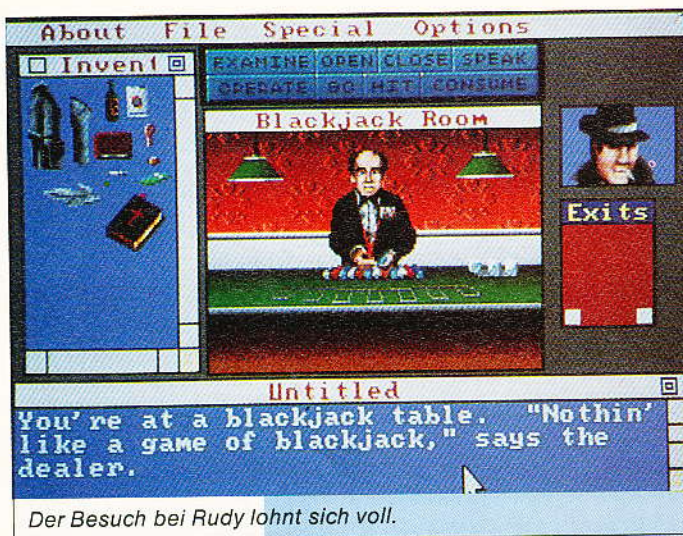 About File Special Options
Invent
EXAMINE OPEN CLOSE SPEAK
OPERATE GO HIT CONSUME
Blackjack Room
Exits
Untitled
You're at a blackjack table. "Nothin'
like a game of blackjack," says the
dealer.
Der Besuch bei Rudy lohnt sich voll.